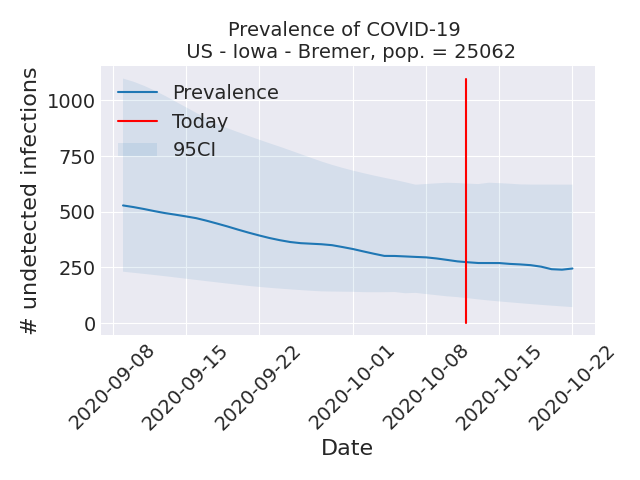 Prevalence of COVID-19
US - Iowa - Bremer, pop. = 25062
# undetected infections
1000
750
500
250
0
Prevalence
Today
95CI
2020-09-08
2020-09-15
2020-09-22
2020-10-01
2020-10-08
2020-10-15
2020-10-22
Date